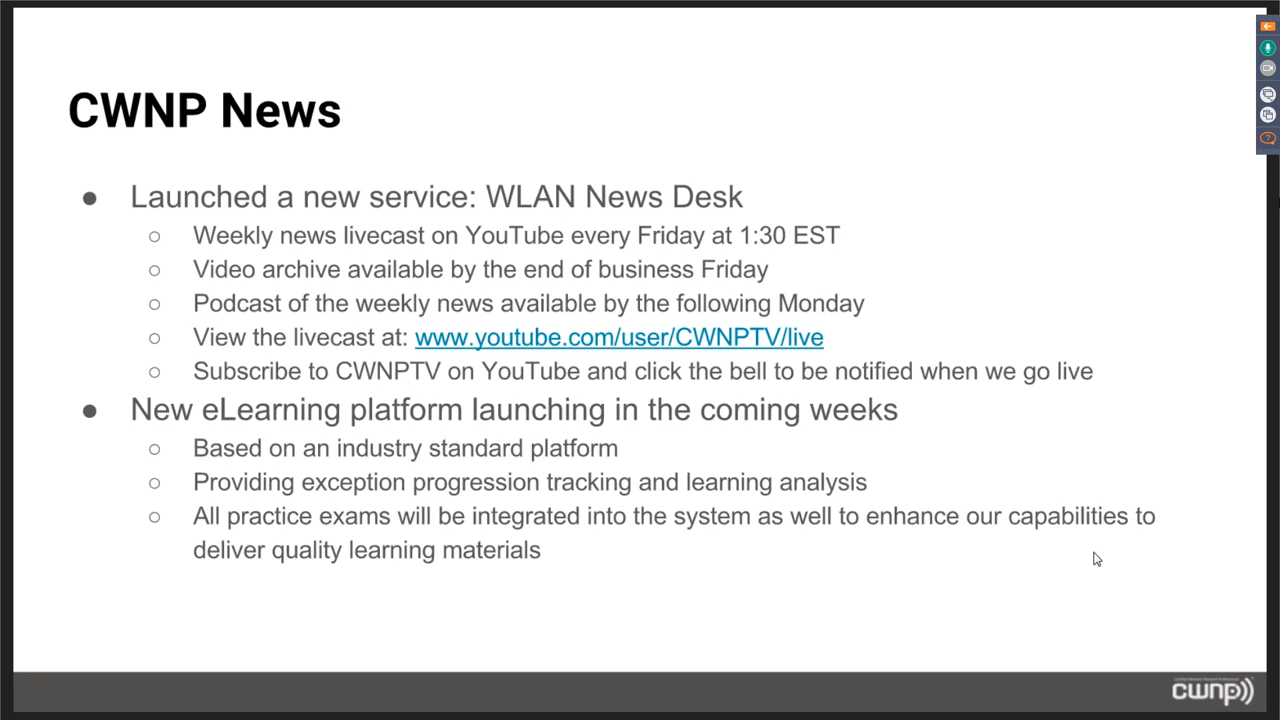 CWNP News
● Launched a new service: WLAN News Desk
○ Weekly news livecast on YouTube every Friday at 1:30 EST
○ Video archive available by the end of business Friday
○ Podcast of the weekly news available by the following Monday
○ View the livecast at: www.youtube.com/user/CWNPTV/live
○ Subscribe to CWNPTV on YouTube and click the bell to be notified when we go live
● New eLearning platform launching in the coming weeks
○ Based on an industry standard platform
○ Providing exception progression tracking and learning analysis
○ All practice exams will be integrated into the system as well to enhance our capabilities to
deliver quality learning materials
cwnp